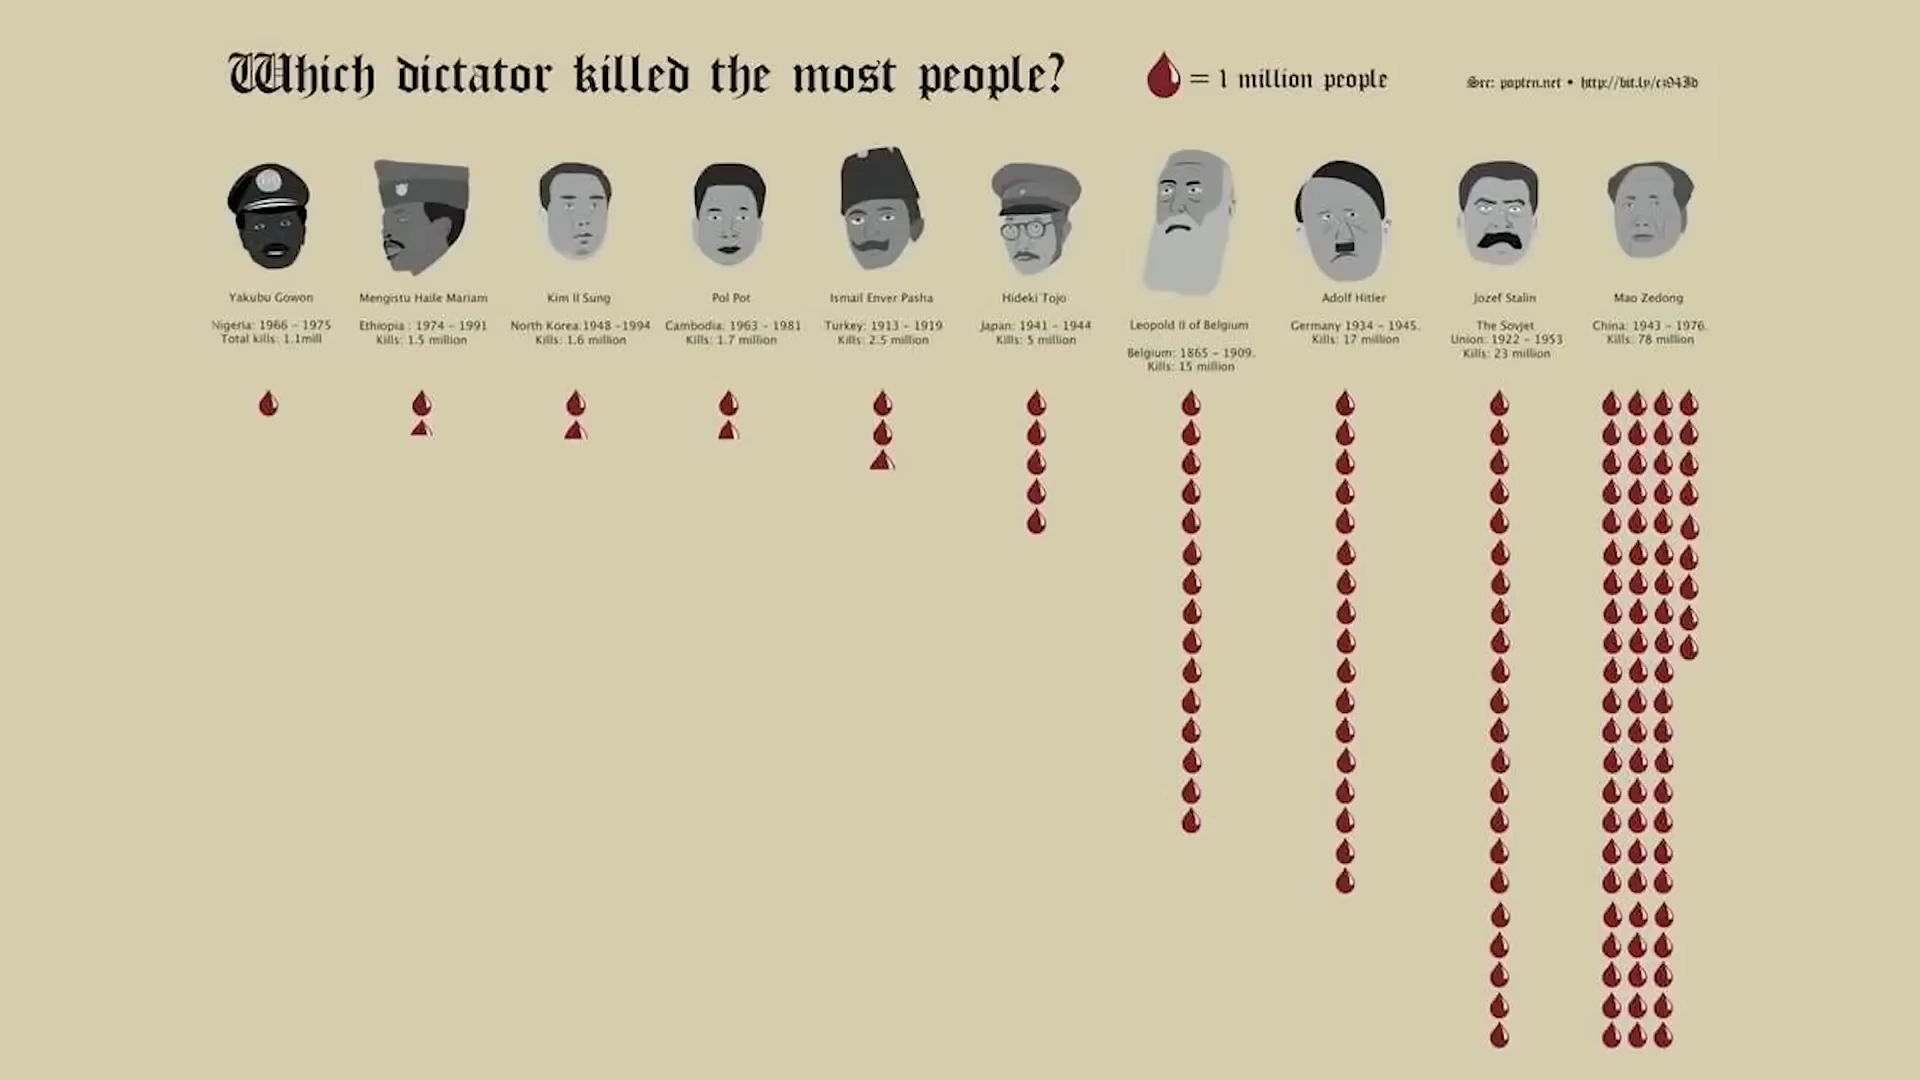 Which dictator killed the most people?
= 1 million people
Src: popten.net •
Yakubu Gowon
Nigeria: 1966 - 1975
Total kills: 1.1mill
Mengistu Haile Mariam
Ethiopia : 1974 - 1991
Kills: 1.5 million
Kim Il Sung
North Korea:1948 -1994
Kills: 1.6 million
Pol Pot
Cambodia: 1963 - 1981
Kills: 1.7 million
Ismail Enver Pasha
Turkey: 1913 - 1919
Kills: 2.5 million
Hideki Tojo
Japan: 1941 - 1944
Kills: 5 million
Leopold II of Belgium
Belgium: 1865 - 1909.
Kills: 15 million
Adolf Hitler
Germany 1934 - 1945.
Kills: 17 million
Jozef Stalin
The Sovjet
Union: 1922 - 1953
Kills: 23 million
Mao Zedong
China: 1943 - 1976.
Kills: 78 million